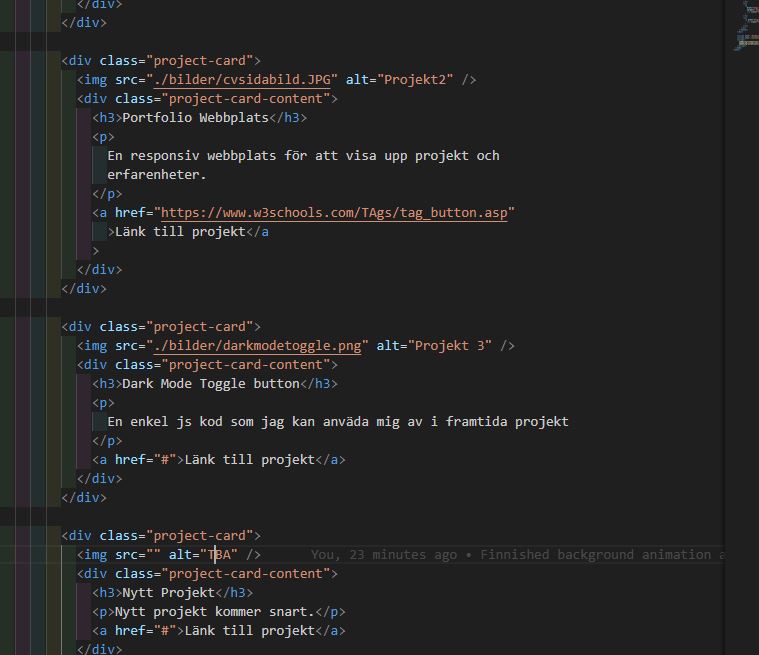 </div>
</div>
<div class="project-card">
<img src="./bilder/cvsidabild.JPG" alt="Projekt2" />
<div class="project-card-content">
<h3>Portfolio Webbplats</h3>
<p>
En responsiv webbplats för att visa upp projekt och
erfarenheter.
</p>
<a href="https://www.w3schools.com/TAgs/tag_button.asp"
>Länk till projekt</a
>
</div>
</div>
<div class="project-card">
<img src="./bilder/darkmodetoggle.png" alt="Projekt 3" />
<div class="project-card-content">
<h3>Dark Mode Toggle button</h3>
<p>
En enkel js kod som jag kan anväda mig av i framtida projekt
</p>
<a href="#">Länk till projekt</a>
</div>
</div>
<div class="project-card">
<img src="" alt="TBA" /> You, 23 minutes ago • Finnished background animation a
<div class="project-card-content">
<h3>Nytt Projekt</h3>
<p>Nytt projekt kommer snart.</p>
<a href="#">Länk till projekt</a>
</div>